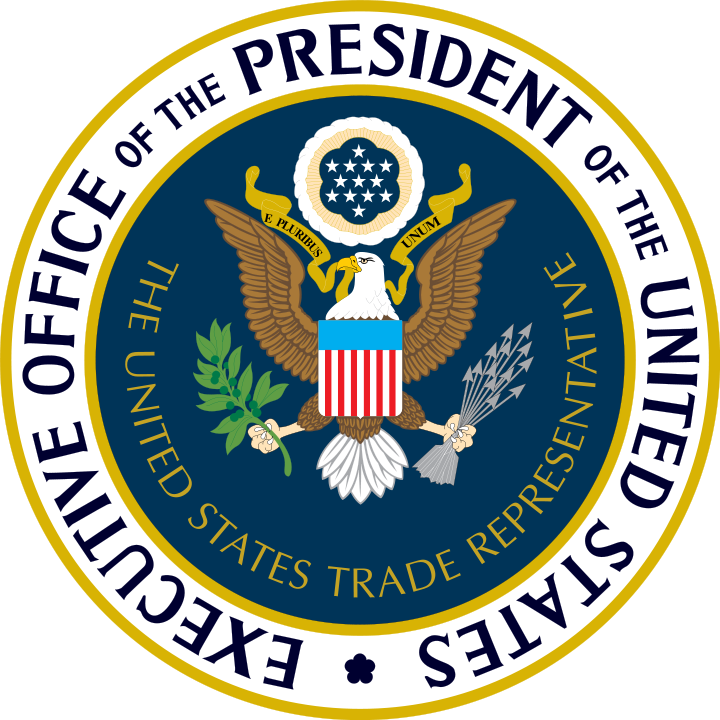 EXECUTIVE OFFICE OF THE PRESIDENT OF THE UNITED STATES
E PLURIBUS UNUM
THE UNITED STATES TRADE REPRESENTATIVE